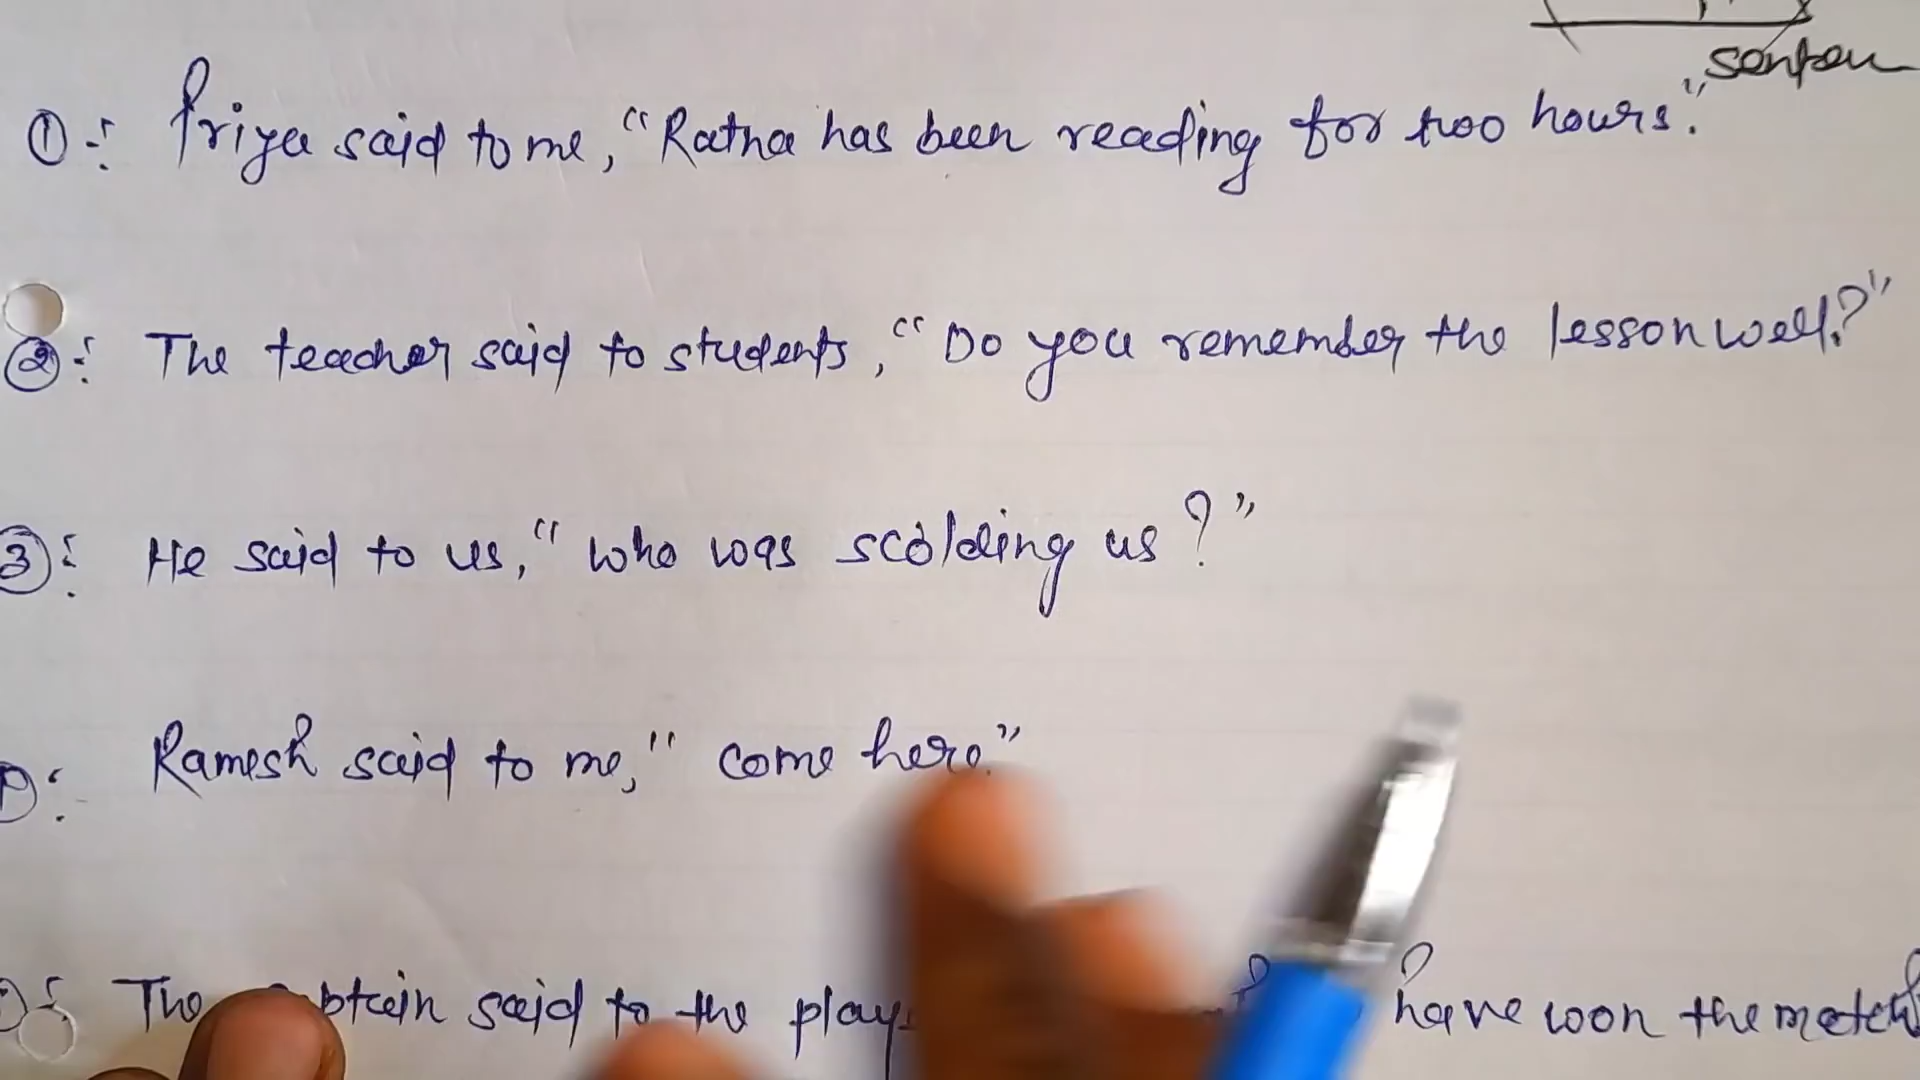 senten
①:- Priya said to me, "Ratna has been reading for two hours."
②:- The teacher said to students, "Do you remember the lesson well?"
③:- He said to us, "who was scolding us?"
Ramesh said to me," come here."
The captain said to the have won the match